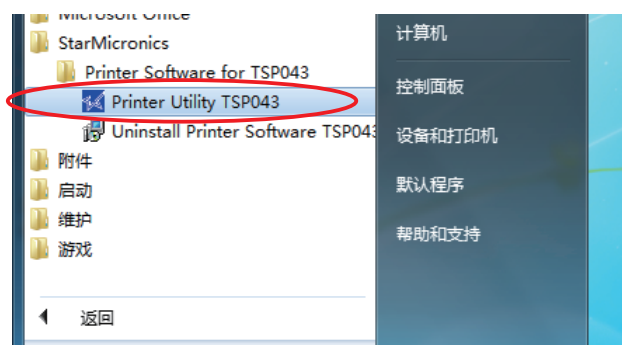 Microsoft Office
StarMicronics
Printer Software for TSP043
Printer Utility TSP043
Uninstall Printer Software TSP043
附件
启动
维护
游戏
返回
计算机
控制面板
设备和打印机
默认程序
帮助和支持